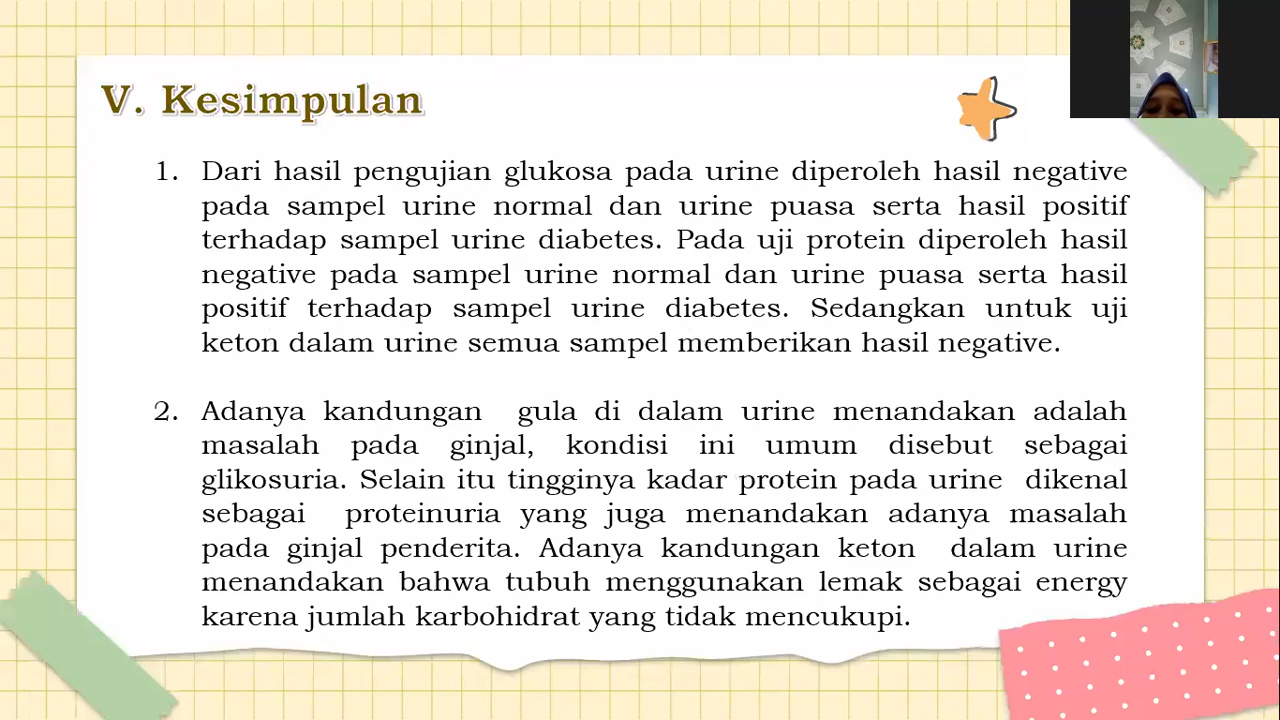 V. Kesimpulan
1. Dari hasil pengujian glukosa pada urine diperoleh hasil negative
pada sampel urine normal dan urine puasa serta hasil positif
terhadap sampel urine diabetes. Pada uji protein diperoleh hasil
negative pada sampel urine normal dan urine puasa serta hasil
positif terhadap sampel urine diabetes. Sedangkan untuk uji
keton dalam urine semua sampel memberikan hasil negative.
2. Adanya kandungan gula di dalam urine menandakan adalah
masalah pada ginjal, kondisi ini umum disebut sebagai
glikosuria. Selain itu tingginya kadar protein pada urine dikenal
sebagai proteinuria yang juga menandakan adanya masalah
pada ginjal penderita. Adanya kandungan keton dalam urine
menandakan bahwa tubuh menggunakan lemak sebagai energy
karena jumlah karbohidrat yang tidak mencukupi.